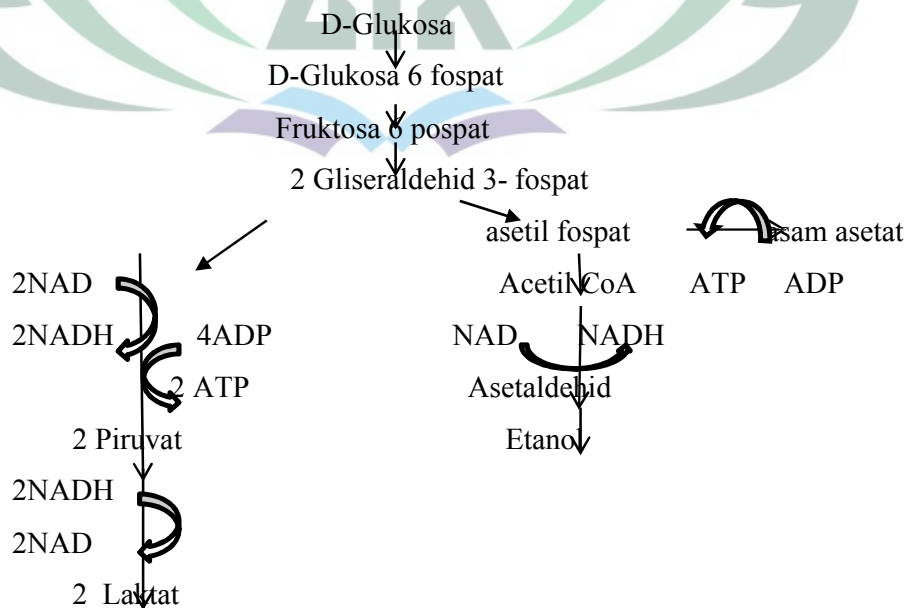 D-Glukosa
D-Glukosa 6 fospat
Fruktosa 6 pospat
2 Gliseraldehid 3- fospat
asetil fospat asam asetat
2NAD Acetil CoA ATP ADP
2NADH 4ADP NAD NADH
2 ATP Asetaldehid
2 Piruvat Etanol
2NADH
2NAD
2 Laktat